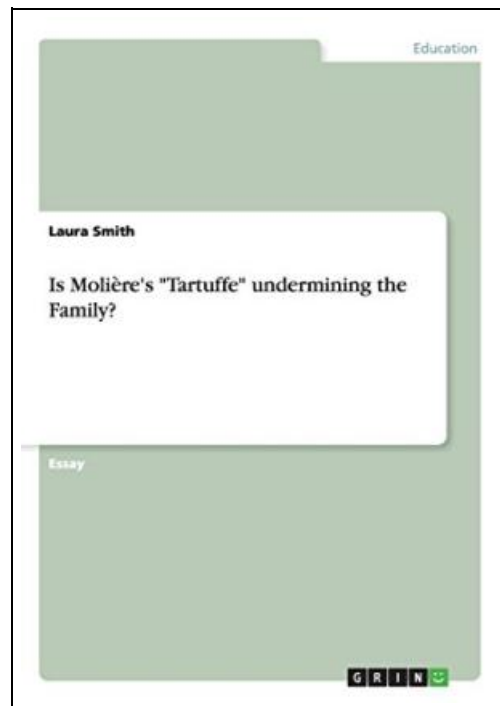 Education
Laura Smith
Is Molière's "Tartuffe" undermining the
Family?
Essay
GRIN